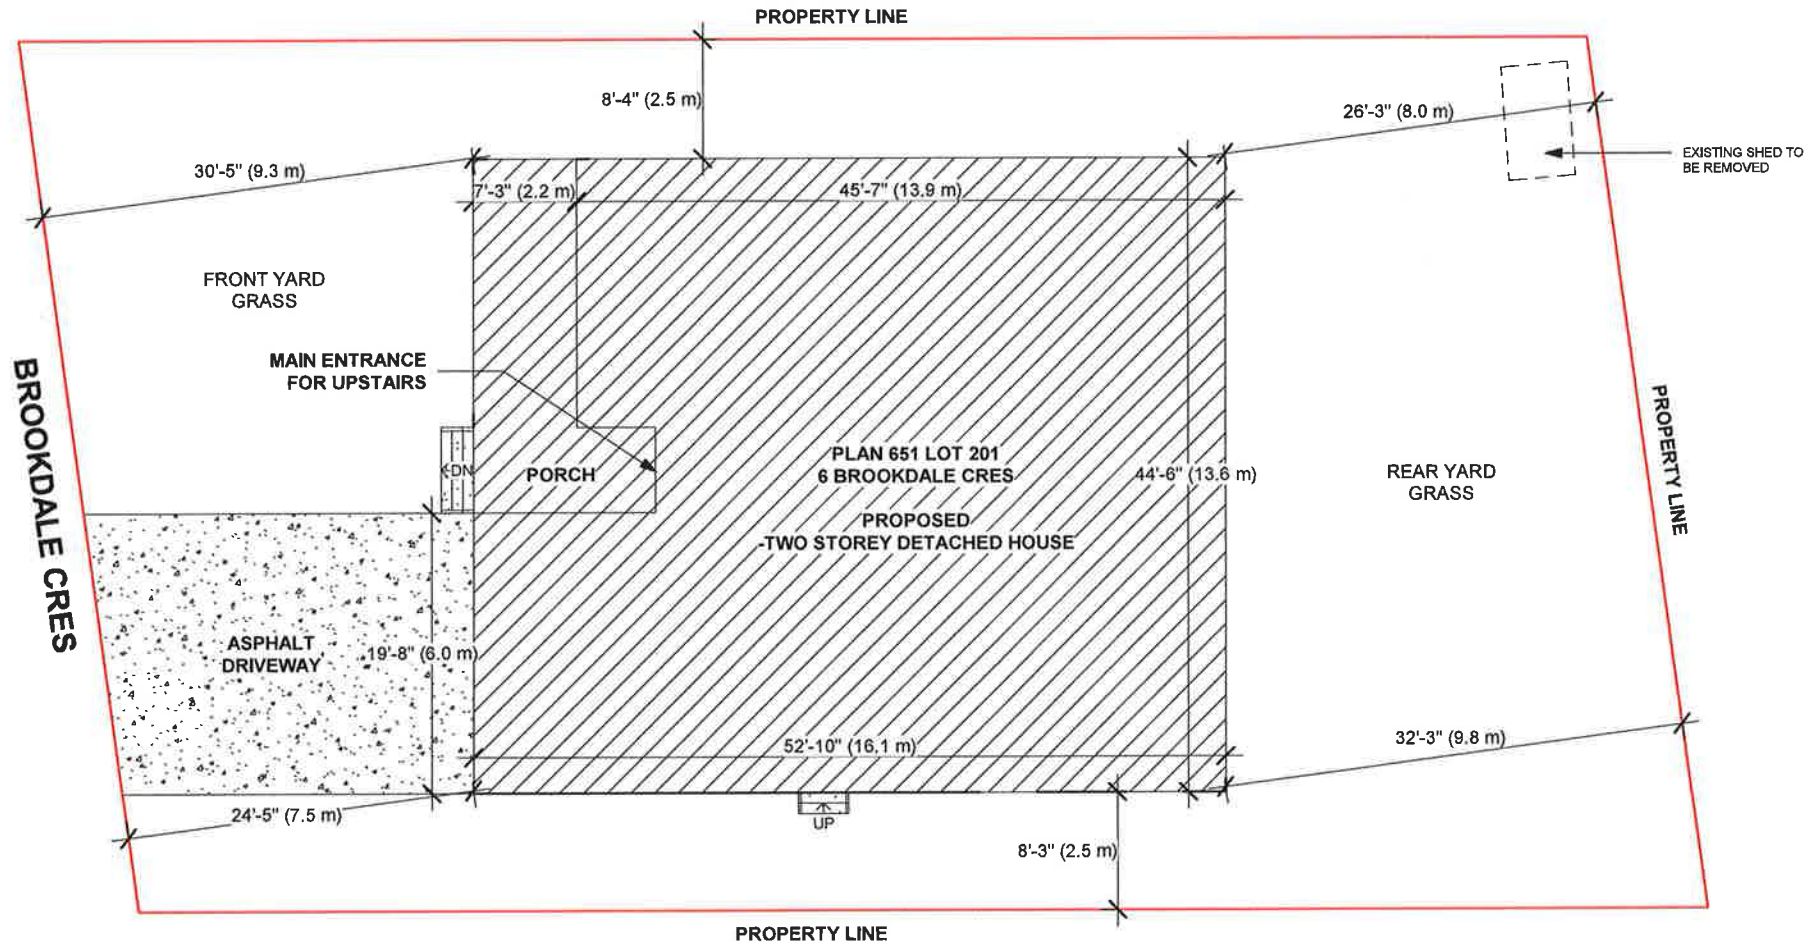 PROPERTY LINE
8'-4" (2.5 m)
26'-3" (8.0 m)
EXISTING SHED TO
BE REMOVED
30'-5" (9.3 m)
7'-3" (2.2 m)
45'-7" (13.9 m)
FRONT YARD
GRASS
MAIN ENTRANCE
FOR UPSTAIRS
BROOKDALE CRES
DN
PORCH
PLAN 651 LOT 201
6 BROOKDALE CRES
PROPOSED
TWO STOREY DETACHED HOUSE
44'-6" (13.6 m)
REAR YARD
GRASS
PROPERTY LINE
ASPHALT
DRIVEWAY
19'-8" (6.0 m)
52'-10" (16.1 m)
32'-3" (9.8 m)
24'-5" (7.5 m)
UP
8'-3" (2.5 m)
PROPERTY LINE